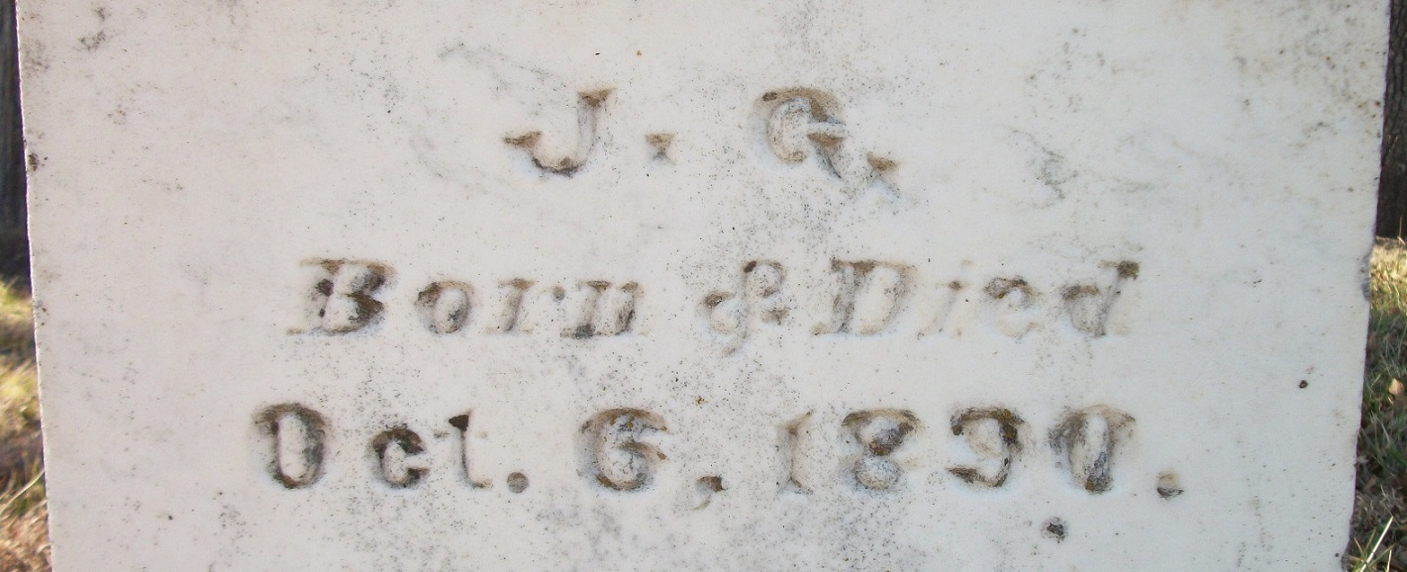 J. G.
Born & Died
Oct. 6, 1890.